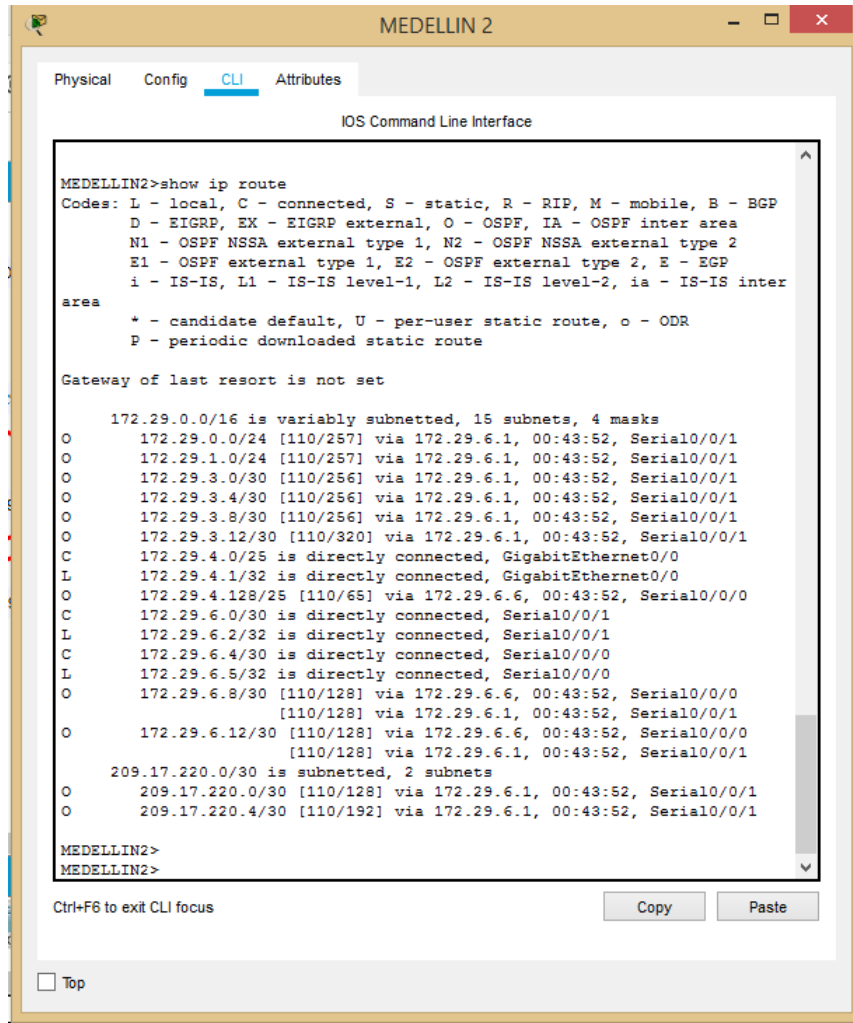 MEDELLIN 2
Physical Config CLI Attributes
IOS Command Line Interface
MEDELLIN2>show ip route
Codes: L - local, C - connected, S - static, R - RIP, M - mobile, B - BGP
D - EIGRP, EX - EIGRP external, O - OSPF, IA - OSPF inter area
N1 - OSPF NSSA external type 1, N2 - OSPF NSSA external type 2
E1 - OSPF external type 1, E2 - OSPF external type 2, E - EGP
i - IS-IS, L1 - IS-IS level-1, L2 - IS-IS level-2, ia - IS-IS inter
area
* - candidate default, U - per-user static route, o - ODR
P - periodic downloaded static route
Gateway of last resort is not set
172.29.0.0/16 is variably subnetted, 15 subnets, 4 masks
O 172.29.0.0/24 [110/257] via 172.29.6.1, 00:43:52, Serial0/0/1
O 172.29.1.0/24 [110/257] via 172.29.6.1, 00:43:52, Serial0/0/1
O 172.29.3.0/30 [110/256] via 172.29.6.1, 00:43:52, Serial0/0/1
O 172.29.3.4/30 [110/256] via 172.29.6.1, 00:43:52, Serial0/0/1
O 172.29.3.8/30 [110/256] via 172.29.6.1, 00:43:52, Serial0/0/1
O 172.29.3.12/30 [110/320] via 172.29.6.1, 00:43:52, Serial0/0/1
C 172.29.4.0/25 is directly connected, GigabitEthernet0/0
L 172.29.4.1/32 is directly connected, GigabitEthernet0/0
O 172.29.4.128/25 [110/65] via 172.29.6.6, 00:43:52, Serial0/0/0
C 172.29.6.0/30 is directly connected, Serial0/0/1
L 172.29.6.2/32 is directly connected, Serial0/0/1
C 172.29.6.4/30 is directly connected, Serial0/0/0
L 172.29.6.5/32 is directly connected, Serial0/0/0
O 172.29.6.8/30 [110/128] via 172.29.6.6, 00:43:52, Serial0/0/0
[110/128] via 172.29.6.1, 00:43:52, Serial0/0/1
O 172.29.6.12/30 [110/128] via 172.29.6.6, 00:43:52, Serial0/0/0
[110/128] via 172.29.6.1, 00:43:52, Serial0/0/1
209.17.220.0/30 is subnetted, 2 subnets
O 209.17.220.0/30 [110/128] via 172.29.6.1, 00:43:52, Serial0/0/1
O 209.17.220.4/30 [110/192] via 172.29.6.1, 00:43:52, Serial0/0/1
MEDELLIN2>
MEDELLIN2>
Ctrl+F6 to exit CLI focus Copy Paste
Top